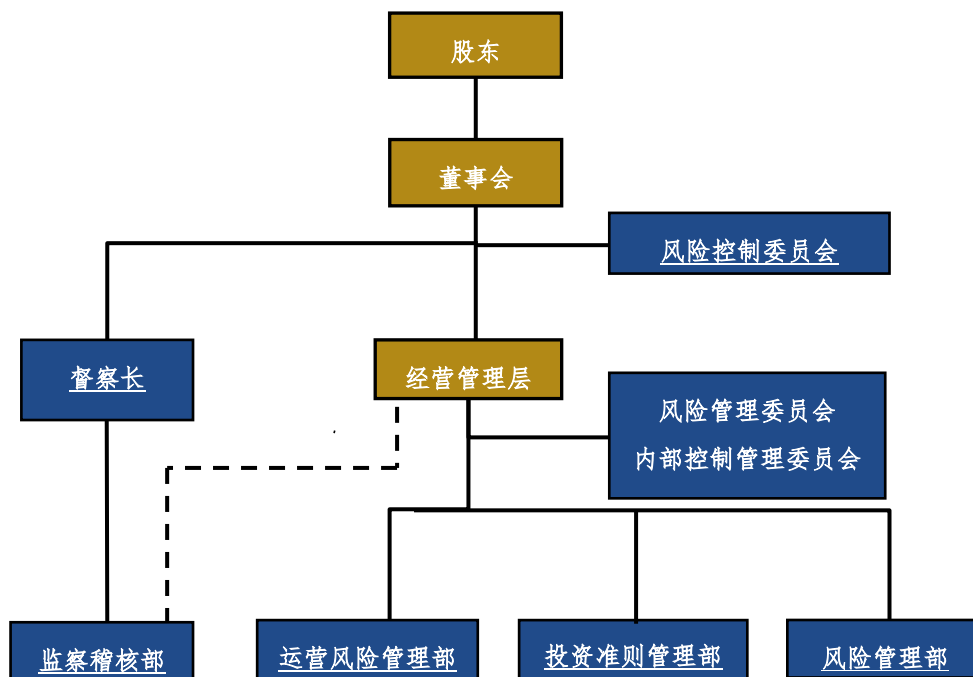 股东
董事会
风险控制委员会
督察长
经营管理层
风险管理委员会
内部控制管理委员会
监察稽核部
运营风险管理部
投资准则管理部
风险管理部